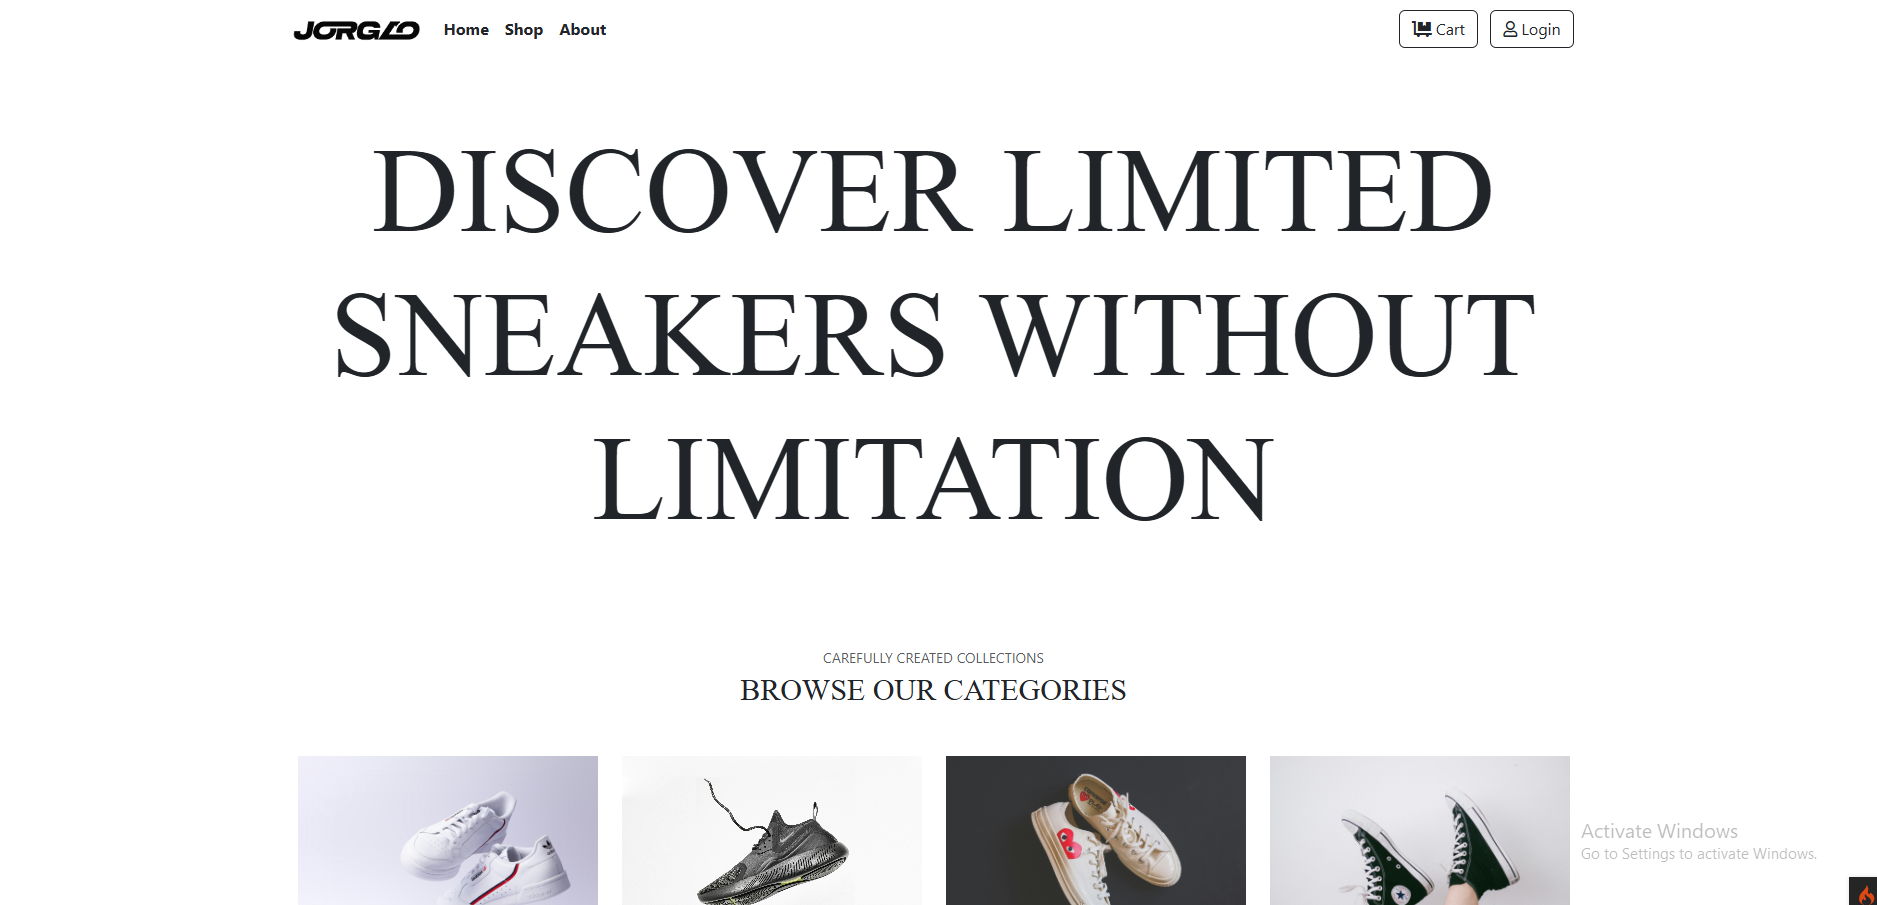 JORGLO
Home Shop About
Cart
Login
DISCOVER LIMITED
SNEAKERS WITHOUT
LIMITATION
CAREFULLY CREATED COLLECTIONS
BROWSE OUR CATEGORIES
Activate Windows
Go to Settings to activate Windows.